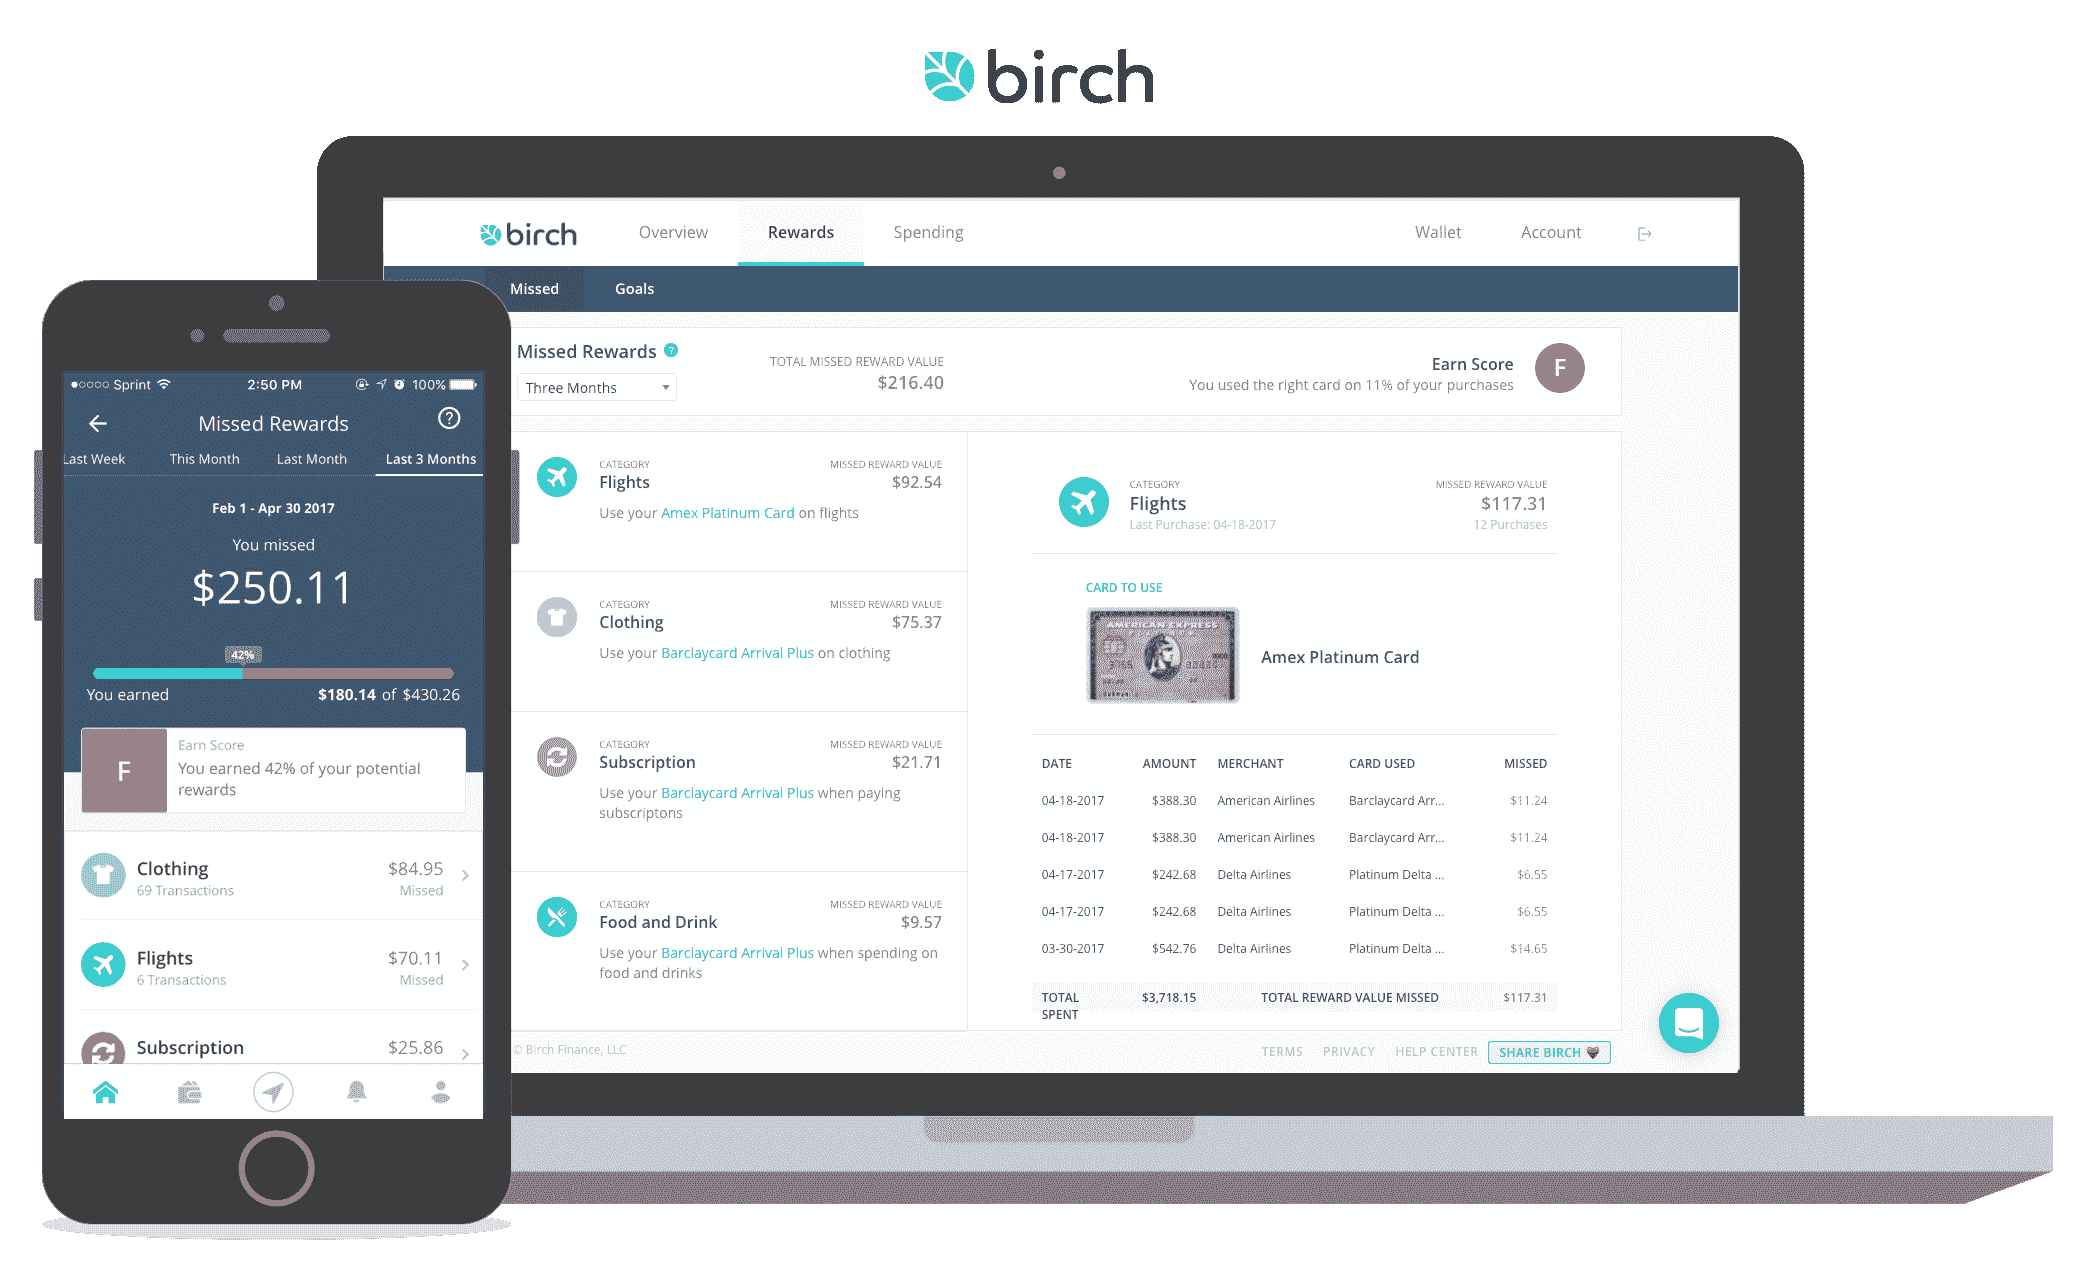 birch
birch Overview Rewards Spending Wallet Account
Missed Goals
Missed Rewards ?
Three Months
TOTAL MISSED REWARD VALUE
$216.40
Earn Score
You used the right card on 11% of your purchases
F
CATEGORY MISSED REWARD VALUE
Flights $92.54
Use your Amex Platinum Card on flights
CATEGORY MISSED REWARD VALUE
Clothing $75.37
Use your Barclaycard Arrival Plus on clothing
CATEGORY MISSED REWARD VALUE
Subscription $21.71
Use your Barclaycard Arrival Plus when paying
subscriptons
CATEGORY MISSED REWARD VALUE
Food and Drink $9.57
Use your Barclaycard Arrival Plus when spending on
food and drinks
CATEGORY MISSED REWARD VALUE
Flights $117.31
Last Purchase: 04-18-2017 12 Purchases
CARD TO USE
AMERICAN EXPRESS
Amex Platinum Card
DATE AMOUNT MERCHANT CARD USED MISSED
04-18-2017 $388.30 American Airlines Barclaycard Arr... $11.24
04-18-2017 $388.30 American Airlines Barclaycard Arr... $11.24
04-17-2017 $242.68 Delta Airlines Platinum Delta ... $6.55
04-17-2017 $242.68 Delta Airlines Platinum Delta ... $6.55
03-30-2017 $542.76 Delta Airlines Platinum Delta ... $14.65
TOTAL $3,718.15 TOTAL REWARD VALUE MISSED $117.31
SPENT
© Birch Finance, LLC TERMS PRIVACY HELP CENTER SHARE BIRCH
Sprint 2:50 PM 100%
Missed Rewards ?
Last Week This Month Last Month Last 3 Months
Feb 1 - Apr 30 2017
You missed
$250.11
42%
You earned $180.14 of $430.26
F
Earn Score
You earned 42% of your potential
rewards
Clothing $84.95
69 Transactions Missed
Flights $70.11
6 Transactions Missed
Subscription $25.86